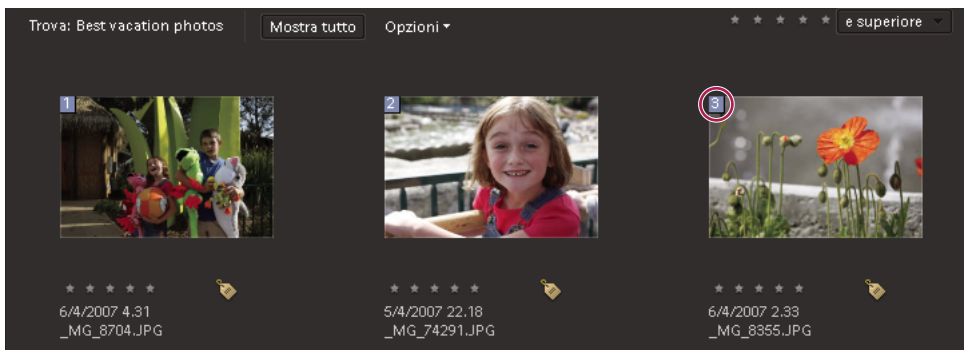 Trova: Best vacation photos Mostra tutto Opzioni e superiore
1 2 3
6/4/2007 4.31 5/4/2007 22.18 6/4/2007 2.33
_MG_8704.JPG _MG_74291.JPG _MG_8355.JPG